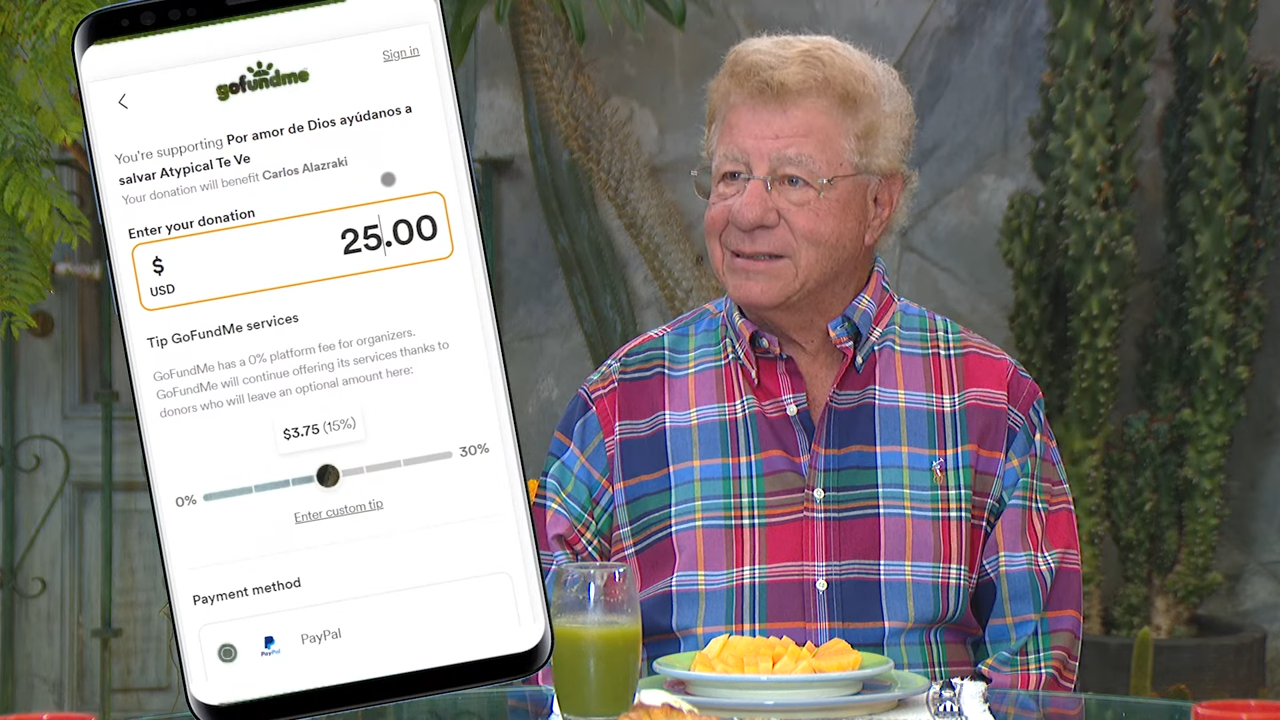 Sign in
gofundme
You're supporting Por amor de Dios ayúdanos a
salvar Atypical Te Ve
Your donation will benefit Carlos Alazraki
Enter your donation
$
USD
25.00
Tip GoFundMe services
GoFundMe has a 0% platform fee for organizers.
GoFundMe will continue offering its services thanks to
donors who will leave an optional amount here:
$3.75 (15%)
0%
30%
Enter custom tip
Payment method
PayPal
PayPal